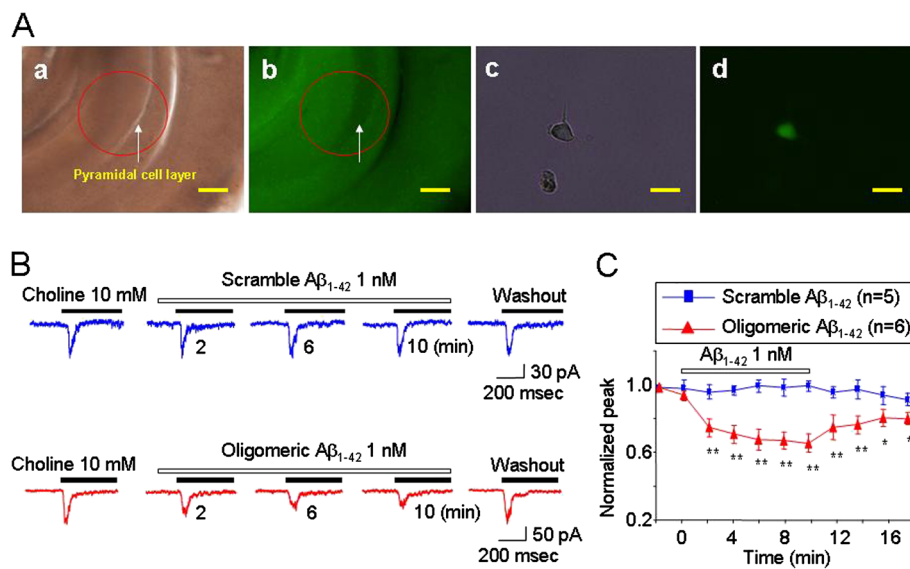 A
a
b
c
d
Pyramidal cell layer
B
Scramble Aβ1-42 1 nM
Choline 10 mM
Washout
2
6
10 (min)
30 pA
200 msec
Oligomeric Aβ1-42 1 nM
Choline 10 mM
Washout
2
6
10 (min)
50 pA
200 msec
C
Scramble Aβ1-42 (n=5)
Oligomeric Aβ1-42 (n=6)
Aβ1-42 1 nM
Normalized peak
1.0
0.6
0.2
** ** ** ** ** ** ** * *
0 4 8 12 16
Time (min)